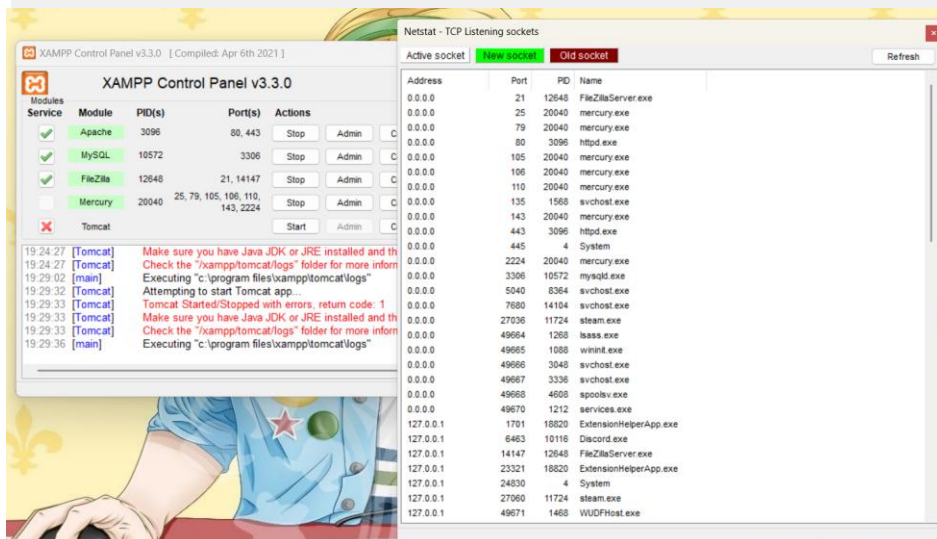 XAMPP Control Panel v3.3.0 [ Compiled: Apr 6th 2021 ]
XAMPP Control Panel v3.3.0
Modules
Service Module PID(s) Port(s) Actions
Apache 3096 80, 443 Stop Admin C
MySQL 10572 3306 Stop Admin C
FileZilla 12648 21, 14147 Stop Admin C
Mercury 20040 25, 79, 105, 106, 110, 143, 2224 Stop Admin C
Tomcat Start Admin C
19:24:27 [Tomcat] Make sure you have Java JDK or JRE installed and th
19:24:27 [Tomcat] Check the "/xampp/tomcat/logs" folder for more inforn
19:29:02 [main] Executing "c:\program files\xampp\tomcat\logs"
19:29:32 [Tomcat] Attempting to start Tomcat app...
19:29:33 [Tomcat] Tomcat Started/Stopped with errors, return code: 1
19:29:33 [Tomcat] Make sure you have Java JDK or JRE installed and th
19:29:33 [Tomcat] Check the "/xampp/tomcat/logs" folder for more inforn
19:29:36 [main] Executing "c:\program files\xampp\tomcat\logs"
Netstat - TCP Listening sockets
Active socket New socket Old socket Refresh
Address Port PID Name
0.0.0.0 21 12648 FileZillaServer.exe
0.0.0.0 25 20040 mercury.exe
0.0.0.0 79 20040 mercury.exe
0.0.0.0 80 3096 httpd.exe
0.0.0.0 105 20040 mercury.exe
0.0.0.0 106 20040 mercury.exe
0.0.0.0 110 20040 mercury.exe
0.0.0.0 135 1568 svchost.exe
0.0.0.0 143 20040 mercury.exe
0.0.0.0 443 3096 httpd.exe
0.0.0.0 445 4 System
0.0.0.0 2224 20040 mercury.exe
0.0.0.0 3306 10572 mysqld.exe
0.0.0.0 5040 8364 svchost.exe
0.0.0.0 7680 14104 svchost.exe
0.0.0.0 27036 11724 steam.exe
0.0.0.0 49664 1268 lsass.exe
0.0.0.0 49665 1088 wininit.exe
0.0.0.0 49666 3048 svchost.exe
0.0.0.0 49667 3336 svchost.exe
0.0.0.0 49668 4608 spoolsv.exe
0.0.0.0 49670 1212 services.exe
127.0.0.1 1701 18820 ExtensionHelperApp.exe
127.0.0.1 6463 10116 Discord.exe
127.0.0.1 14147 12648 FileZillaServer.exe
127.0.0.1 23321 18820 ExtensionHelperApp.exe
127.0.0.1 24830 4 System
127.0.0.1 27060 11724 steam.exe
127.0.0.1 49671 1468 WUDFHost.exe